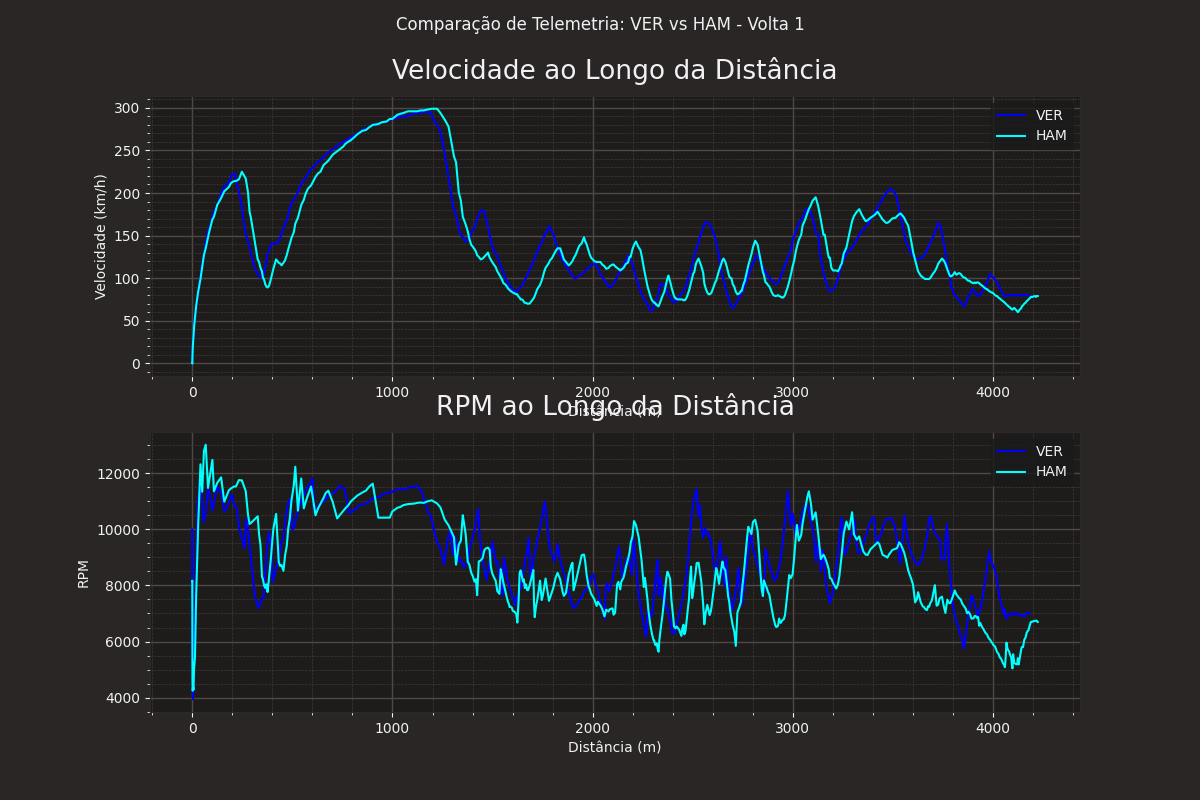 Comparação de Telemetria: VER vs HAM - Volta 1
Velocidade ao Longo da Distância
Velocidade (km/h)
300
250
200
150
100
50
0
VER
HAM
0 1000 2000 3000 4000
Distância (m)
RPM ao Longo da Distância
RPM
12000
10000
8000
6000
4000
VER
HAM
0 1000 2000 3000 4000
Distância (m)